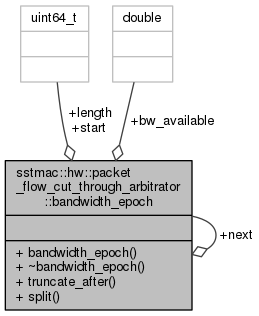 uint64_t
double
+length
+start
+bw_available
sstmac::hw::packet
_flow_cut_through_arbitrator
::bandwidth_epoch
+next
+ bandwidth_epoch()
+ ~bandwidth_epoch()
+ truncate_after()
+ split()